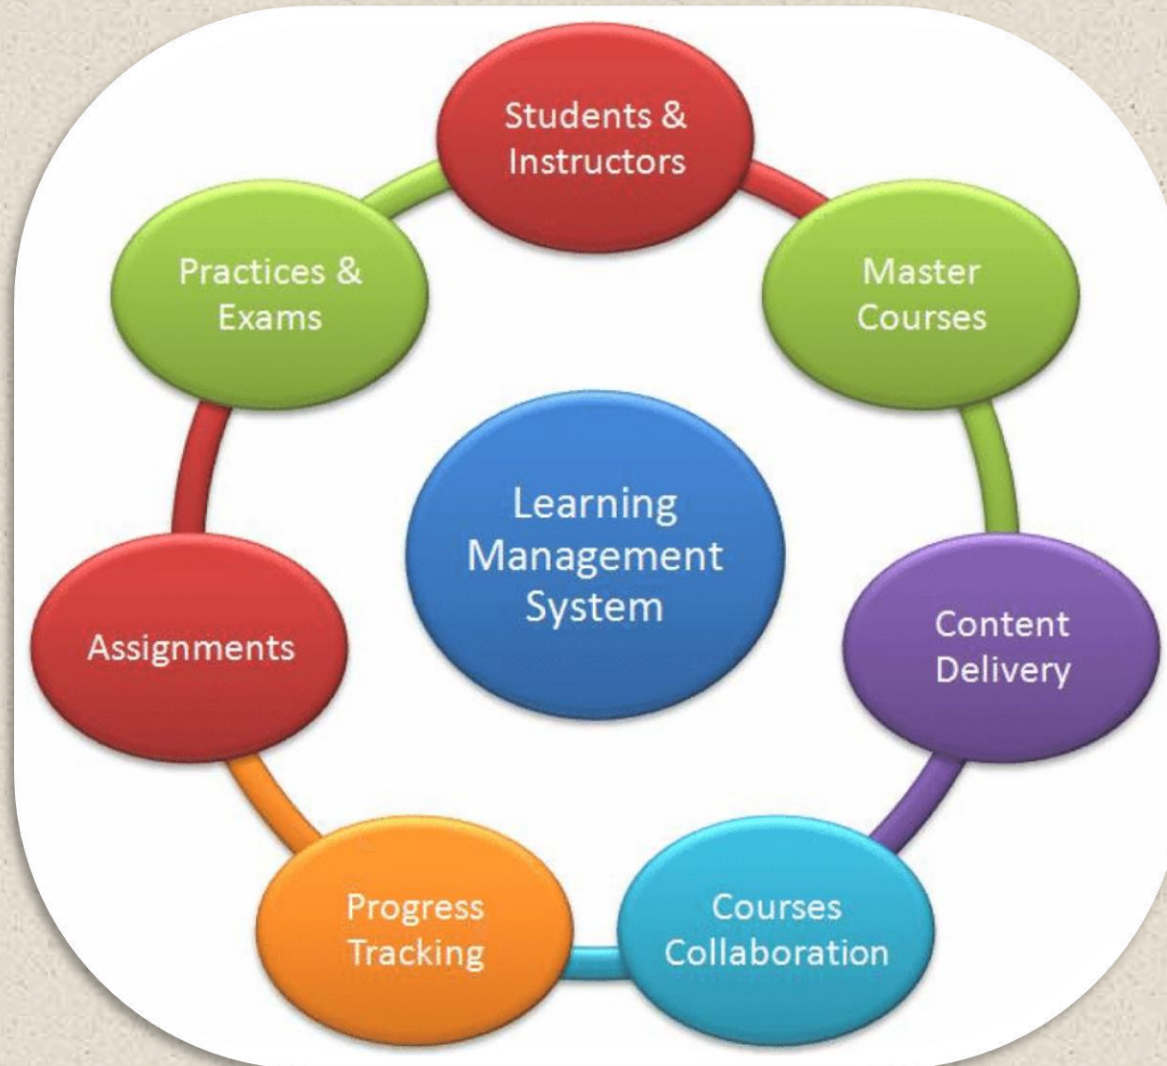 Students &
Instructors
Master
Courses
Content
Delivery
Courses
Collaboration
Progress
Tracking
Assignments
Practices &
Exams
Learning
Management
System